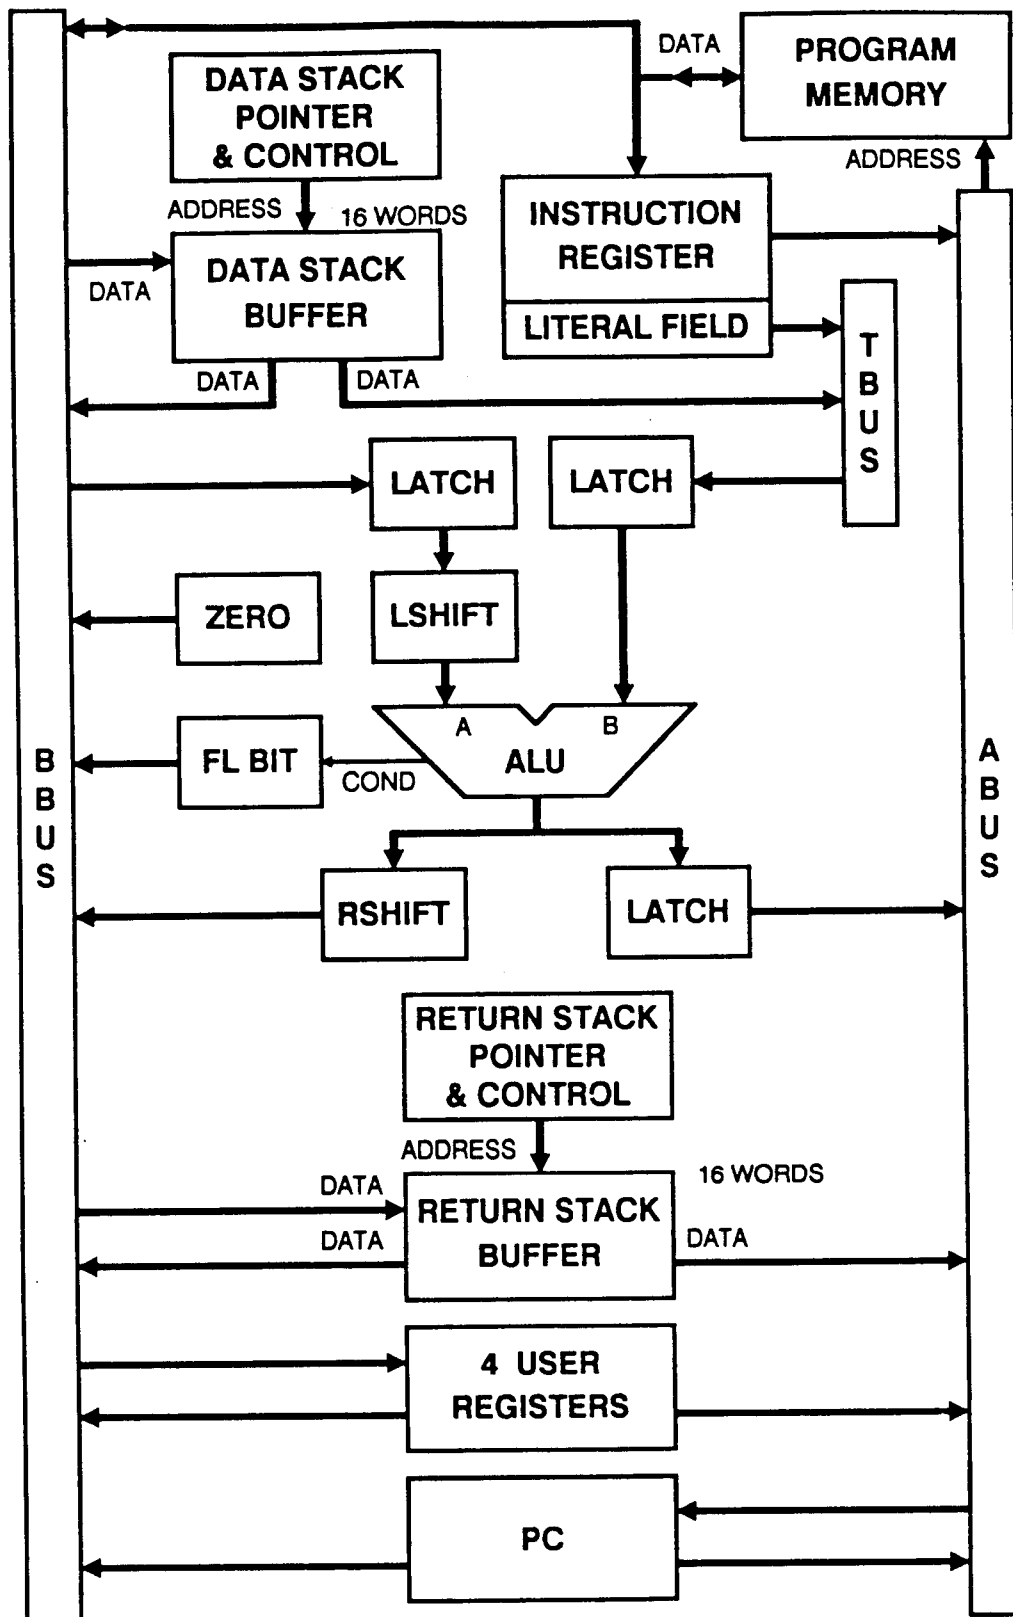 DATA
PROGRAM
MEMORY
DATA STACK
POINTER
& CONTROL
ADDRESS
ADDRESS
16 WORDS
INSTRUCTION
REGISTER
DATA
DATA STACK
BUFFER
LITERAL FIELD
DATA
DATA
T
B
U
S
LATCH
LATCH
ZERO
LSHIFT
A
B
ALU
FL BIT
COND
B
B
U
S
A
B
U
S
RSHIFT
LATCH
RETURN STACK
POINTER
& CONTROL
ADDRESS
16 WORDS
DATA
RETURN STACK
BUFFER
DATA
DATA
4 USER
REGISTERS
PC